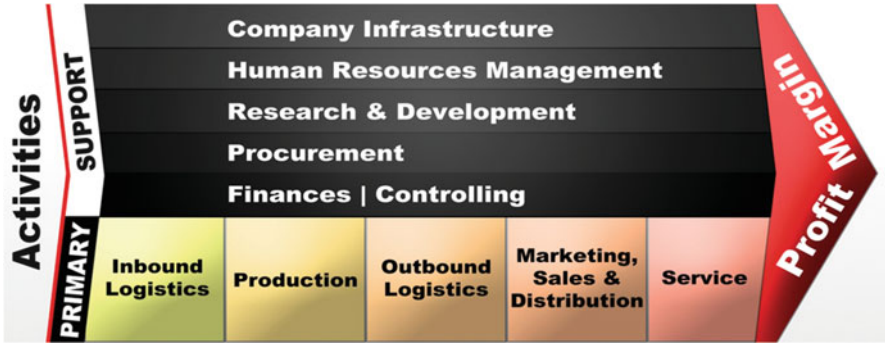 Activities
SUPPORT
Company Infrastructure
Human Resources Management
Research & Development
Procurement
Finances | Controlling
PRIMARY
Inbound
Logistics
Production
Outbound
Logistics
Marketing,
Sales &
Distribution
Service
Profit Margin